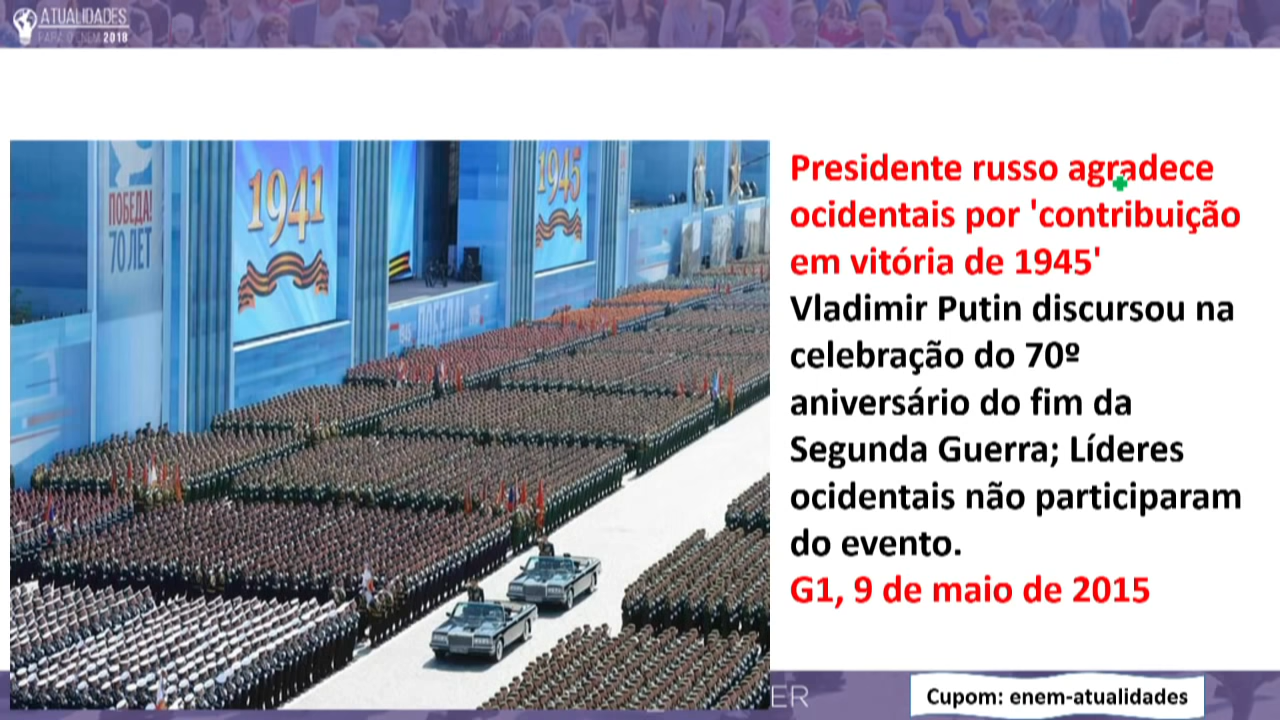 ATUALIDADES
PARA O ENEM 2018
ПОБЕДА!
70 ЛЕТ
1941
1945
Presidente russo agradece
ocidentais por 'contribuição
em vitória de 1945'
Vladimir Putin discursou na
celebração do 70º
aniversário do fim da
Segunda Guerra; Líderes
ocidentais não participaram
do evento.
G1, 9 de maio de 2015
ER
Cupom: enem-atualidades